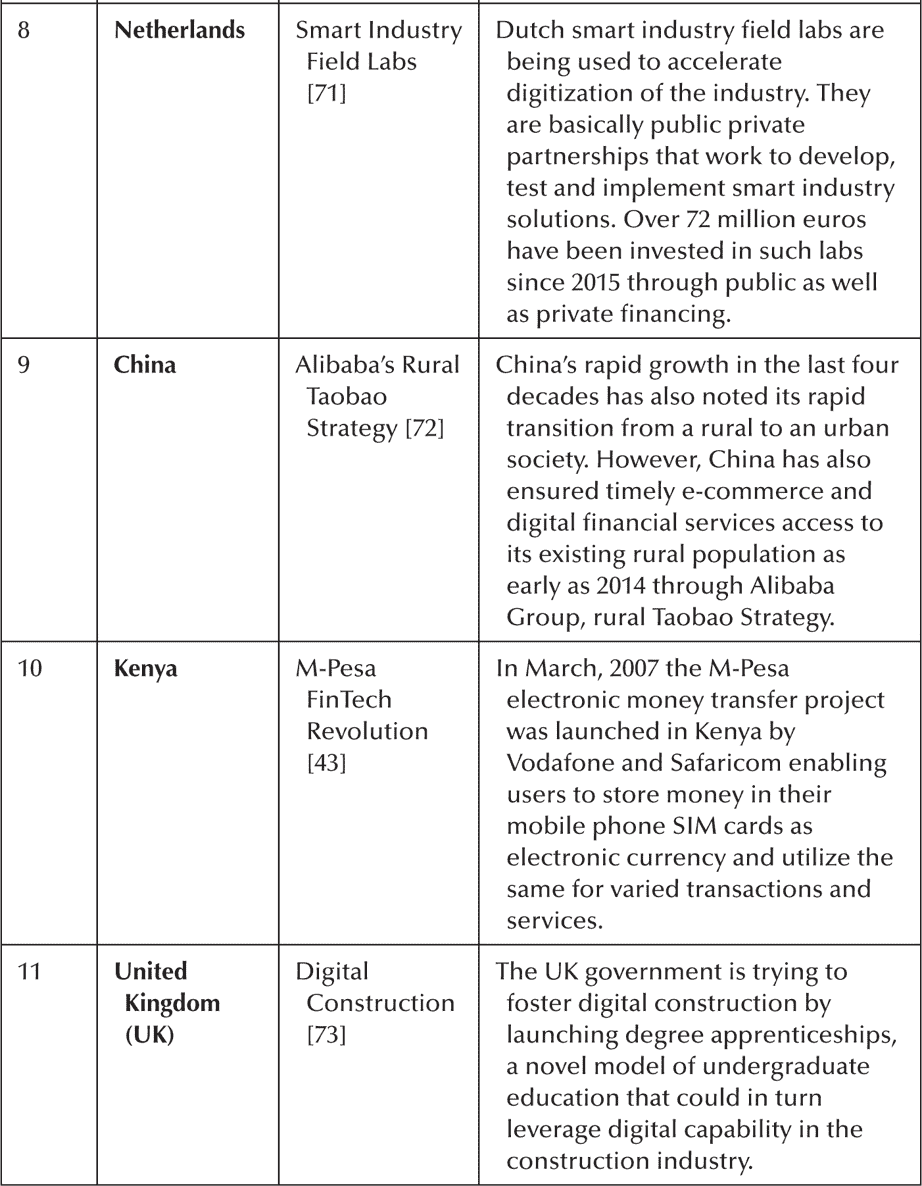 8
Netherlands
Smart Industry
Field Labs
[71]
Dutch smart industry field labs are
being used to accelerate
digitization of the industry. They
are basically public private
partnerships that work to develop,
test and implement smart industry
solutions. Over 72 million euros
have been invested in such labs
since 2015 through public as well
as private financing.
9
China
Alibaba’s Rural
Taobao
Strategy [72]
China’s rapid growth in the last four
decades has also noted its rapid
transition from a rural to an urban
society. However, China has also
ensured timely e-commerce and
digital financial services access to
its existing rural population as
early as 2014 through Alibaba
Group, rural Taobao Strategy.
10
Kenya
M-Pesa
FinTech
Revolution
[43]
In March, 2007 the M-Pesa
electronic money transfer project
was launched in Kenya by
Vodafone and Safaricom enabling
users to store money in their
mobile phone SIM cards as
electronic currency and utilize the
same for varied transactions and
services.
11
United
Kingdom
(UK)
Digital
Construction
[73]
The UK government is trying to
foster digital construction by
launching degree apprenticeships,
a novel model of undergraduate
education that could in turn
leverage digital capability in the
construction industry.